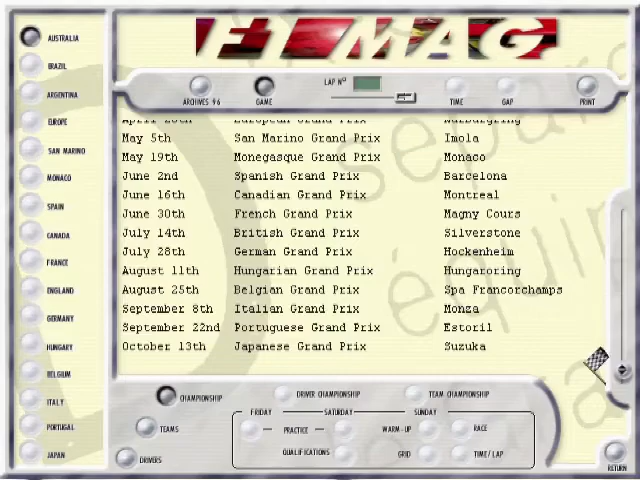 F1 MAG
AUSTRALIA
BRAZIL
ARGENTINA
EUROPE
SAN MARINO
MONACO
SPAIN
CANADA
FRANCE
ENGLAND
GERMANY
HUNGARY
BELGIUM
ITALY
PORTUGAL
JAPAN
ARCHIVES 96
GAME
LAP N°
TIME
GAP
PRINT
May 5th San Marino Grand Prix Imola
May 19th Monegasque Grand Prix Monaco
June 2nd Spanish Grand Prix Barcelona
June 16th Canadian Grand Prix Montreal
June 30th French Grand Prix Magny Cours
July 14th British Grand Prix Silverstone
July 28th German Grand Prix Hockenheim
August 11th Hungarian Grand Prix Hungaroring
August 25th Belgian Grand Prix Spa Francorchamps
September 8th Italian Grand Prix Monza
September 22nd Portuguese Grand Prix Estoril
October 13th Japanese Grand Prix Suzuka
CHAMPIONSHIP
DRIVER CHAMPIONSHIP
TEAM CHAMPIONSHIP
TEAMS
DRIVERS
FRIDAY
SATURDAY
SUNDAY
PRACTICE
WARM-UP
RACE
QUALIFICATIONS
GRID
TIME/LAP
RETURN